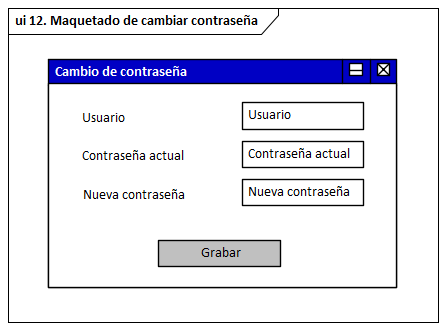 ui 12. Maquetado de cambiar contraseña
Cambio de contraseña
Usuario Usuario
Contraseña actual Contraseña actual
Nueva contraseña Nueva contraseña
Grabar